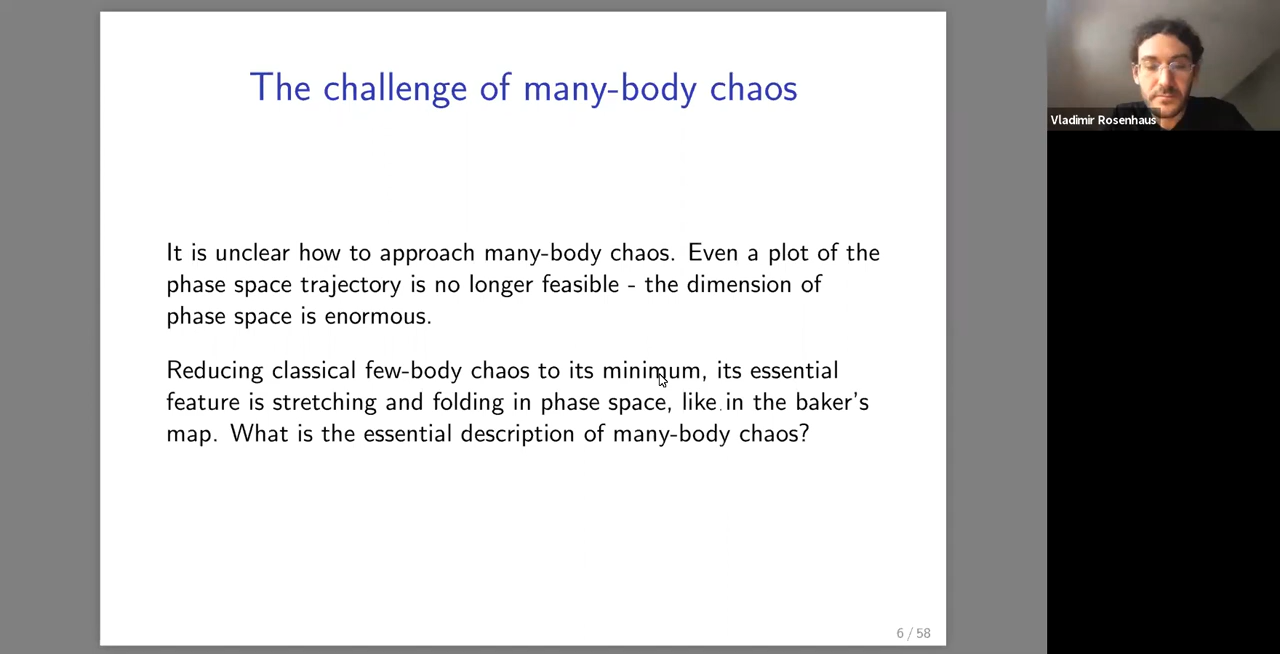 The challenge of many-body chaos
Vladimir Rosenhaus
It is unclear how to approach many-body chaos. Even a plot of the
phase space trajectory is no longer feasible - the dimension of
phase space is enormous.
Reducing classical few-body chaos to its minimum, its essential
feature is stretching and folding in phase space, like in the baker's
map. What is the essential description of many-body chaos?
6 / 58